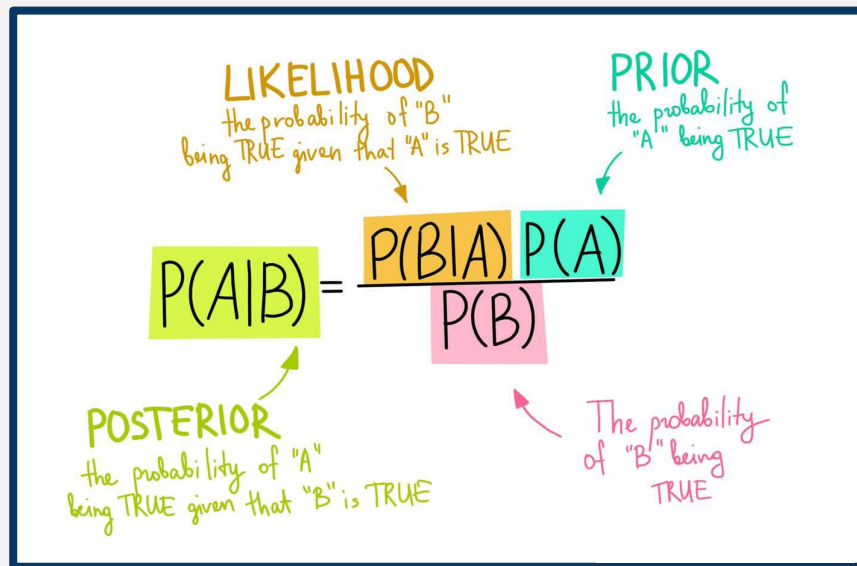 LIKELIHOOD
the probability of "B"
being TRUE given that "A" is TRUE
PRIOR
the probability of
"A" being TRUE
P(A|B) = P(B|A) P(A)
P(B)
POSTERIOR
the probability of "A"
being TRUE given that "B" is TRUE
The probability
of "B" being
TRUE